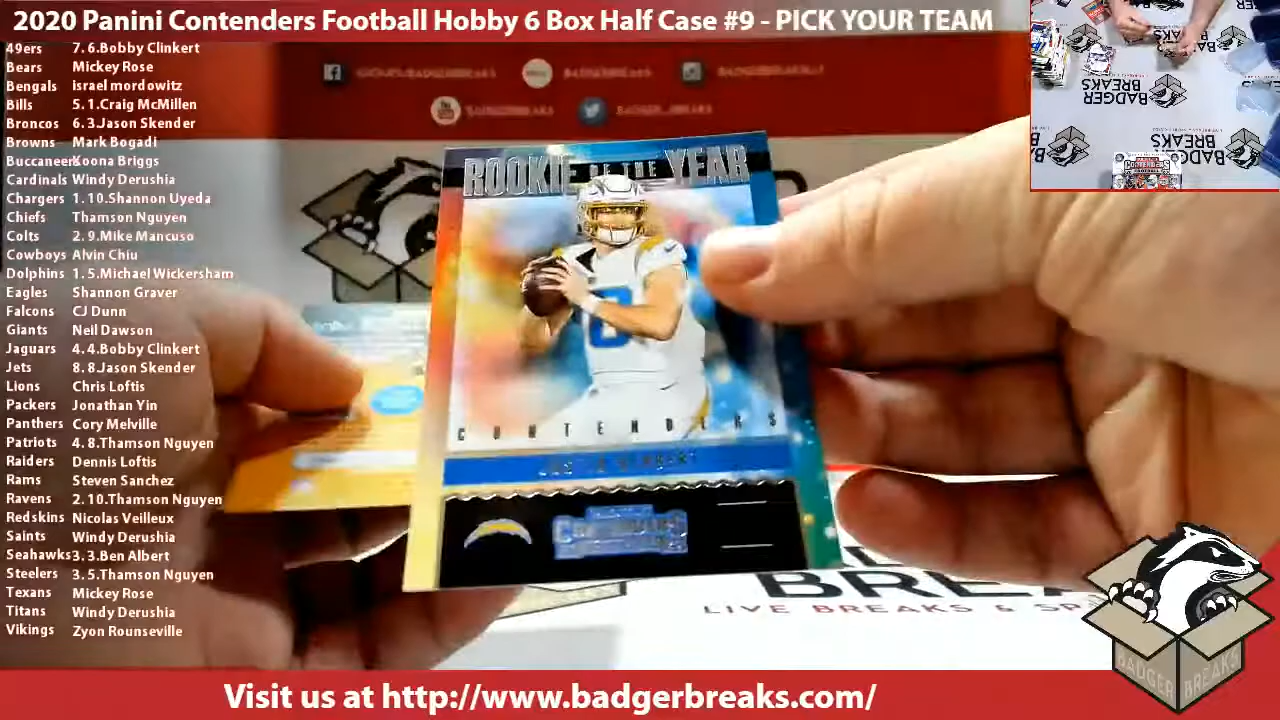 2020 Panini Contenders Football Hobby 6 Box Half Case #9 - PICK YOUR TEAM
49ers 7. 6.Bobby Clinkert
Bears Mickey Rose
Bengals Israel mordowitz
Bills 5. 1.Craig McMillen
Broncos 6. 3.Jason Skender
Browns Mark Bogadi
Buccaneers Koona Briggs
Cardinals Windy Derushia
Chargers 1. 10.Shannon Uyeda
Chiefs Thamson Nguyen
Colts 2. 9.Mike Mancuso
Cowboys Alvin Chiu
Dolphins 1. 5.Michael Wickersham
Eagles Shannon Graver
Falcons CJ Dunn
Giants Neil Dawson
Jaguars 4. 4.Bobby Clinkert
Jets 8. 8.Jason Skender
Lions Chris Loftis
Packers Jonathan Yin
Panthers Cory Melville
Patriots 4. 8.Thamson Nguyen
Raiders Dennis Loftis
Rams Steven Sanchez
Ravens 2. 10.Thamson Nguyen
Redskins Nicolas Veilleux
Saints Windy Derushia
Seahawks 3. 3.Ben Albert
Steelers 3. 5.Thamson Nguyen
Texans Mickey Rose
Titans Windy Derushia
Vikings Zyon Rounseville
ROOKIE OF THE YEAR
CONTENDERS
JUSTIN HERBERT
BADGER
BREAKS
CONTENDERS
FOOTBALL
LIVE BREAKS & SP
BADGER BREAKS
Visit us at http://www.badgerbreaks.com/